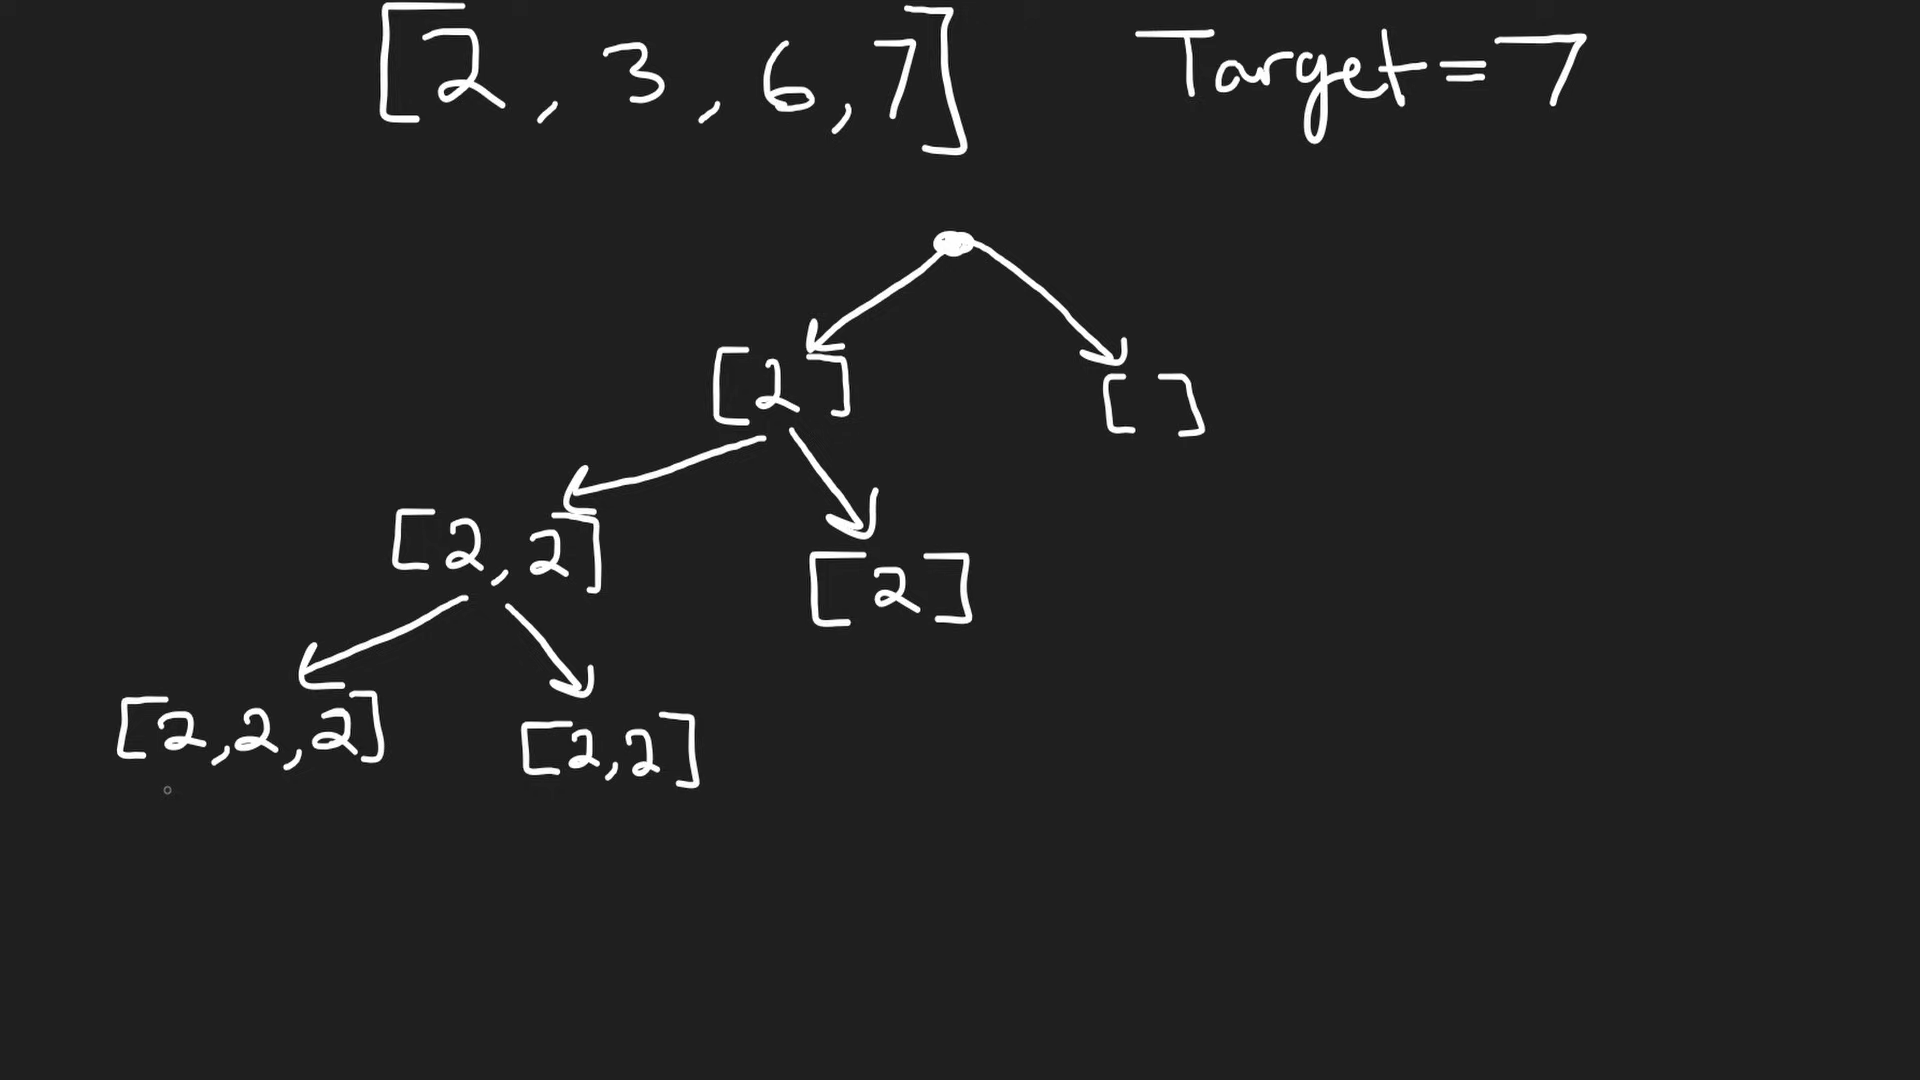 [2, 3, 6, 7] Target=7
[2] []
[2,2] [2]
[2,2,2] [2,2]